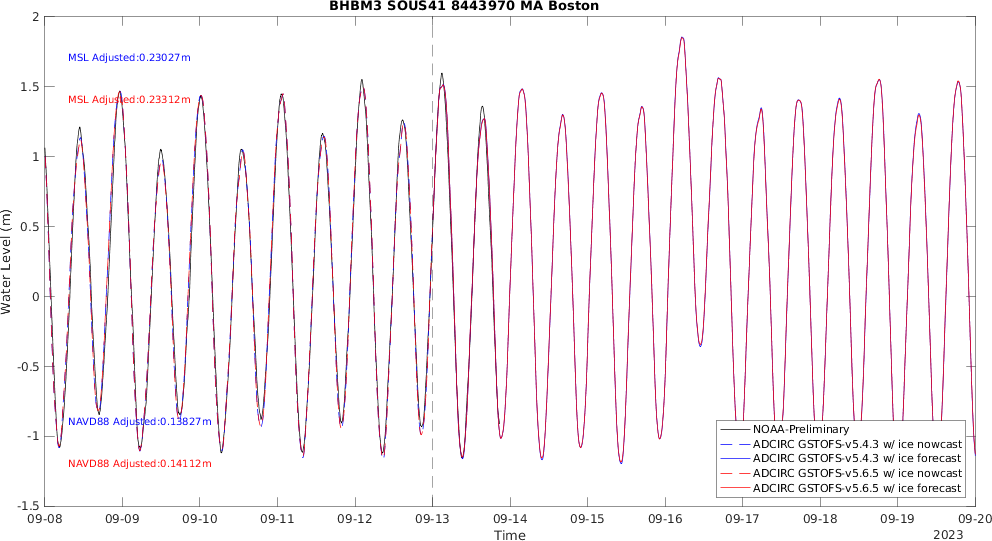 BHBM3 SOUS41 8443970 MA Boston
2
MSL Adjusted:0.23027m
1.5
MSL Adjusted:0.23312m
1
0.5
Water Level (m)
0
-0.5
NAVD88 Adjusted:0.13827m
-1
NAVD88 Adjusted:0.14112m
-1.5
NOAA-Preliminary
ADCIRC GSTOFS-v5.4.3 w/ ice nowcast
ADCIRC GSTOFS-v5.4.3 w/ ice forecast
ADCIRC GSTOFS-v5.6.5 w/ ice nowcast
ADCIRC GSTOFS-v5.6.5 w/ ice forecast
09-08 09-09 09-10 09-11 09-12 09-13 09-14 09-15 09-16 09-17 09-18 09-19 09-20
Time
2023